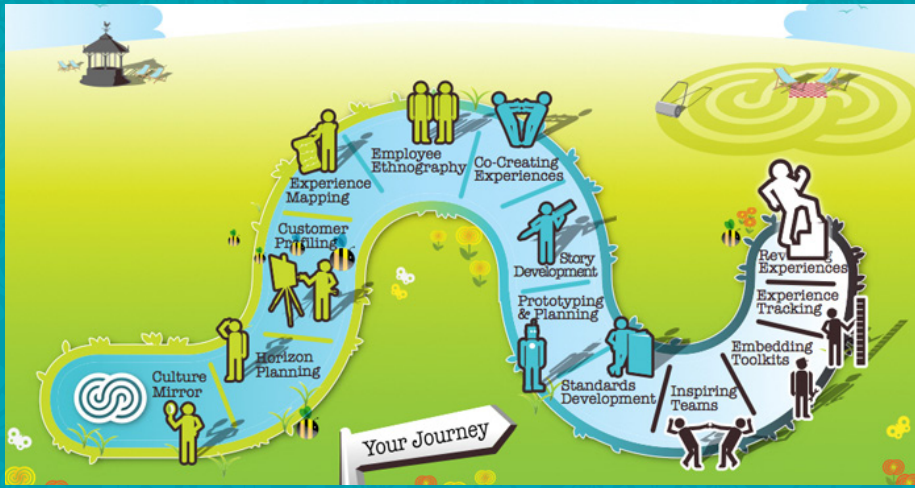 Culture
Mirror
Horizon
Planning
Customer
Profiling
Experience
Mapping
Employee
Ethnography
Co-Creating
Experiences
Story
Development
Prototyping
& Planning
Standards
Development
Inspiring
Teams
Embedding
Toolkits
Experience
Tracking
Experiences
Your Journey